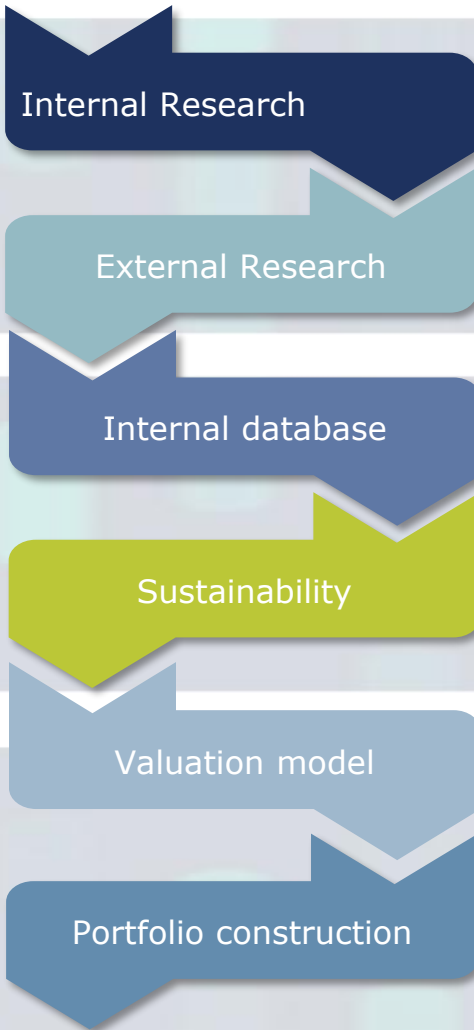 Internal Research
External Research
Internal database
Sustainability
Valuation model
Portfolio construction